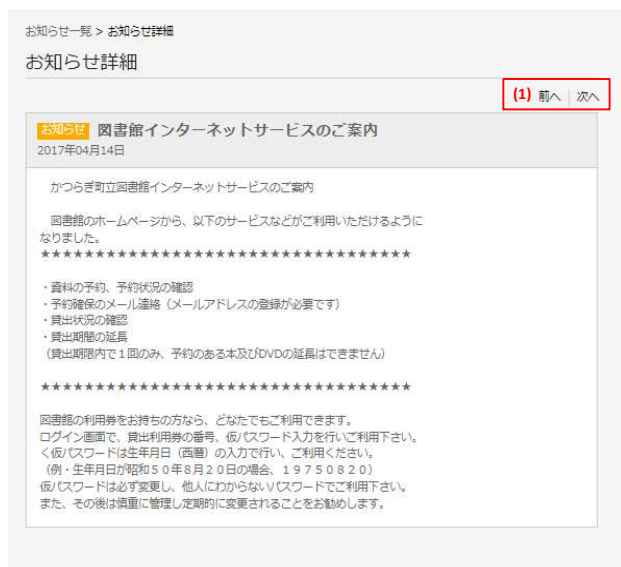 お知らせ一覧 > お知らせ詳細
お知らせ詳細
(1) 前へ | 次へ
お知らせ 図書館インターネットサービスのご案内
2017年04月14日
かつらぎ町立図書館インターネットサービスのご案内
図書館のホームページから、以下のサービスなどがご利用いただけるように
なりました。
★★★★★★★★★★★★★★★★★★★★★★★★★★★★★★★★★★
・資料の予約、予約状況の確認
・予約確保のメール連絡（メールアドレスの登録が必要です）
・貸出状況の確認
・貸出期間の延長
（貸出期限内で１回のみ、予約のある本及びDVDの延長はできません）
★★★★★★★★★★★★★★★★★★★★★★★★★★★★★★★★★★
図書館の利用券をお持ちの方なら、どなたでもご利用できます。
ログイン画面で、貸出利用券の番号、仮パスワード入力を行いご利用下さい。
＜仮パスワードは生年月日（西暦）の入力で行い、ご利用ください。
（例・生年月日が昭和５０年８月２０日の場合、１９７５０８２０）
仮パスワードは必ず変更し、他人にわからないパスワードでご利用下さい。
また、その後は慎重に管理し定期的に変更されることをお勧めします。